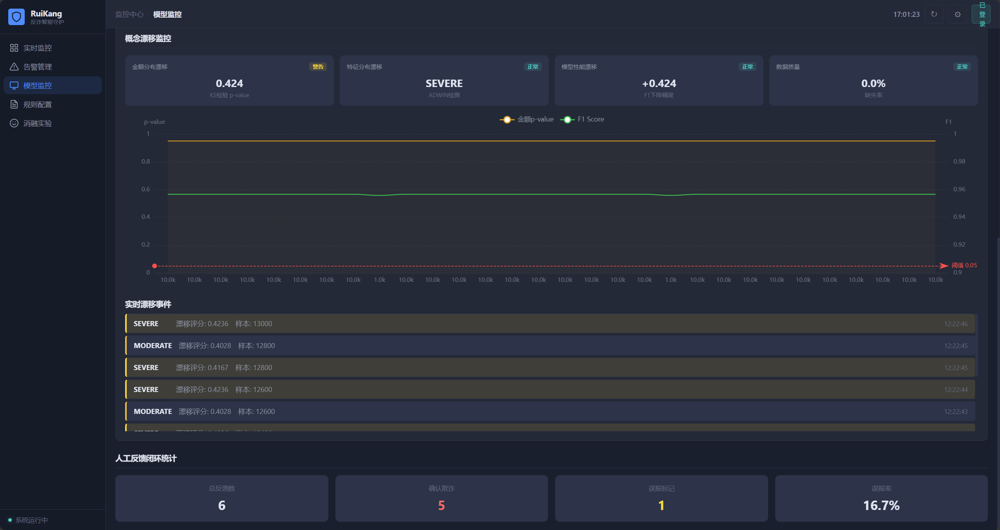 RuiKang
反诈智能守护
实时监控
告警管理
模型监控
规则配置
消融实验
系统运行中
监控中心 / 模型监控
17:01:23
已登录
概念漂移监控
金额分布漂移 警告
0.424
KS检验 p-value
特征分布漂移 正常
SEVERE
ADWIN检测
模型性能漂移 正常
+0.424
F1下降幅度
数据质量 正常
0.0%
缺失率
金额p-value F1 Score
p-value
F1
1 1
0.8 0.98
0.6 0.96
0.4 0.94
0.2 0.92
阈值 0.05
0 0.9
10.0k 10.0k 10.0k 10.0k 10.0k 10.0k 10.0k 10.0k 1.0k 10.0k 10.0k 10.0k 10.0k 10.0k 10.0k 10.0k 10.0k 10.0k 10.0k 1.0k 10.0k 10.0k 10.0k 10.0k 10.0k 10.0k 10.0k 10.0k 10.0k 10.0k
实时漂移事件
SEVERE 漂移评分: 0.4236 样本: 13000 12:22:46
MODERATE 漂移评分: 0.4028 样本: 12800 12:22:45
SEVERE 漂移评分: 0.4167 样本: 12800 12:22:45
SEVERE 漂移评分: 0.4236 样本: 12600 12:22:44
MODERATE 漂移评分: 0.4028 样本: 12600 12:22:43
人工反馈闭环统计
总反馈数
6
确认欺诈
5
误报标记
1
误报率
16.7%